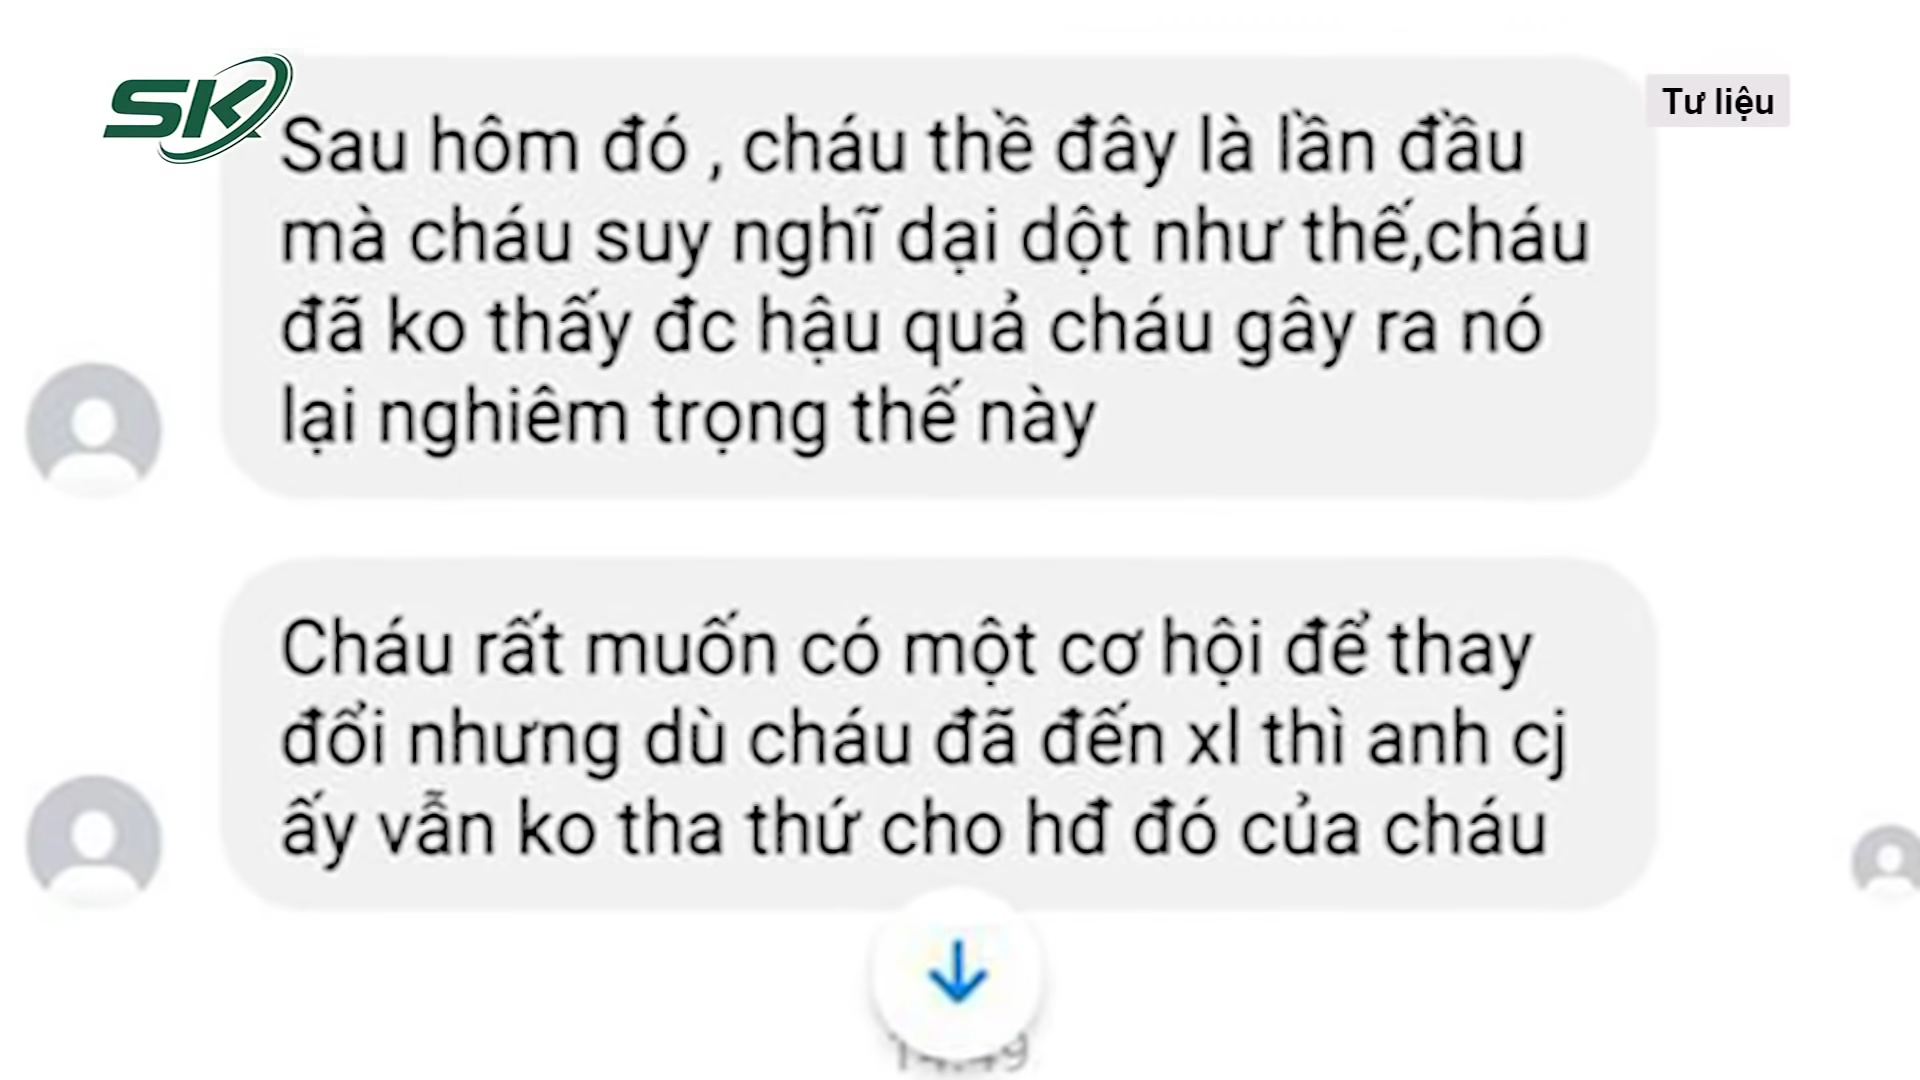 SK
Tư liệu
Sau hôm đó , cháu thề đây là lần đầu
mà cháu suy nghĩ dại dột như thế,cháu
đã ko thấy đc hậu quả cháu gây ra nó
lại nghiêm trọng thế này
Cháu rất muốn có một cơ hội để thay
đổi nhưng dù cháu đã đến xl thì anh cj
ấy vẫn ko tha thứ cho hđ đó của cháu